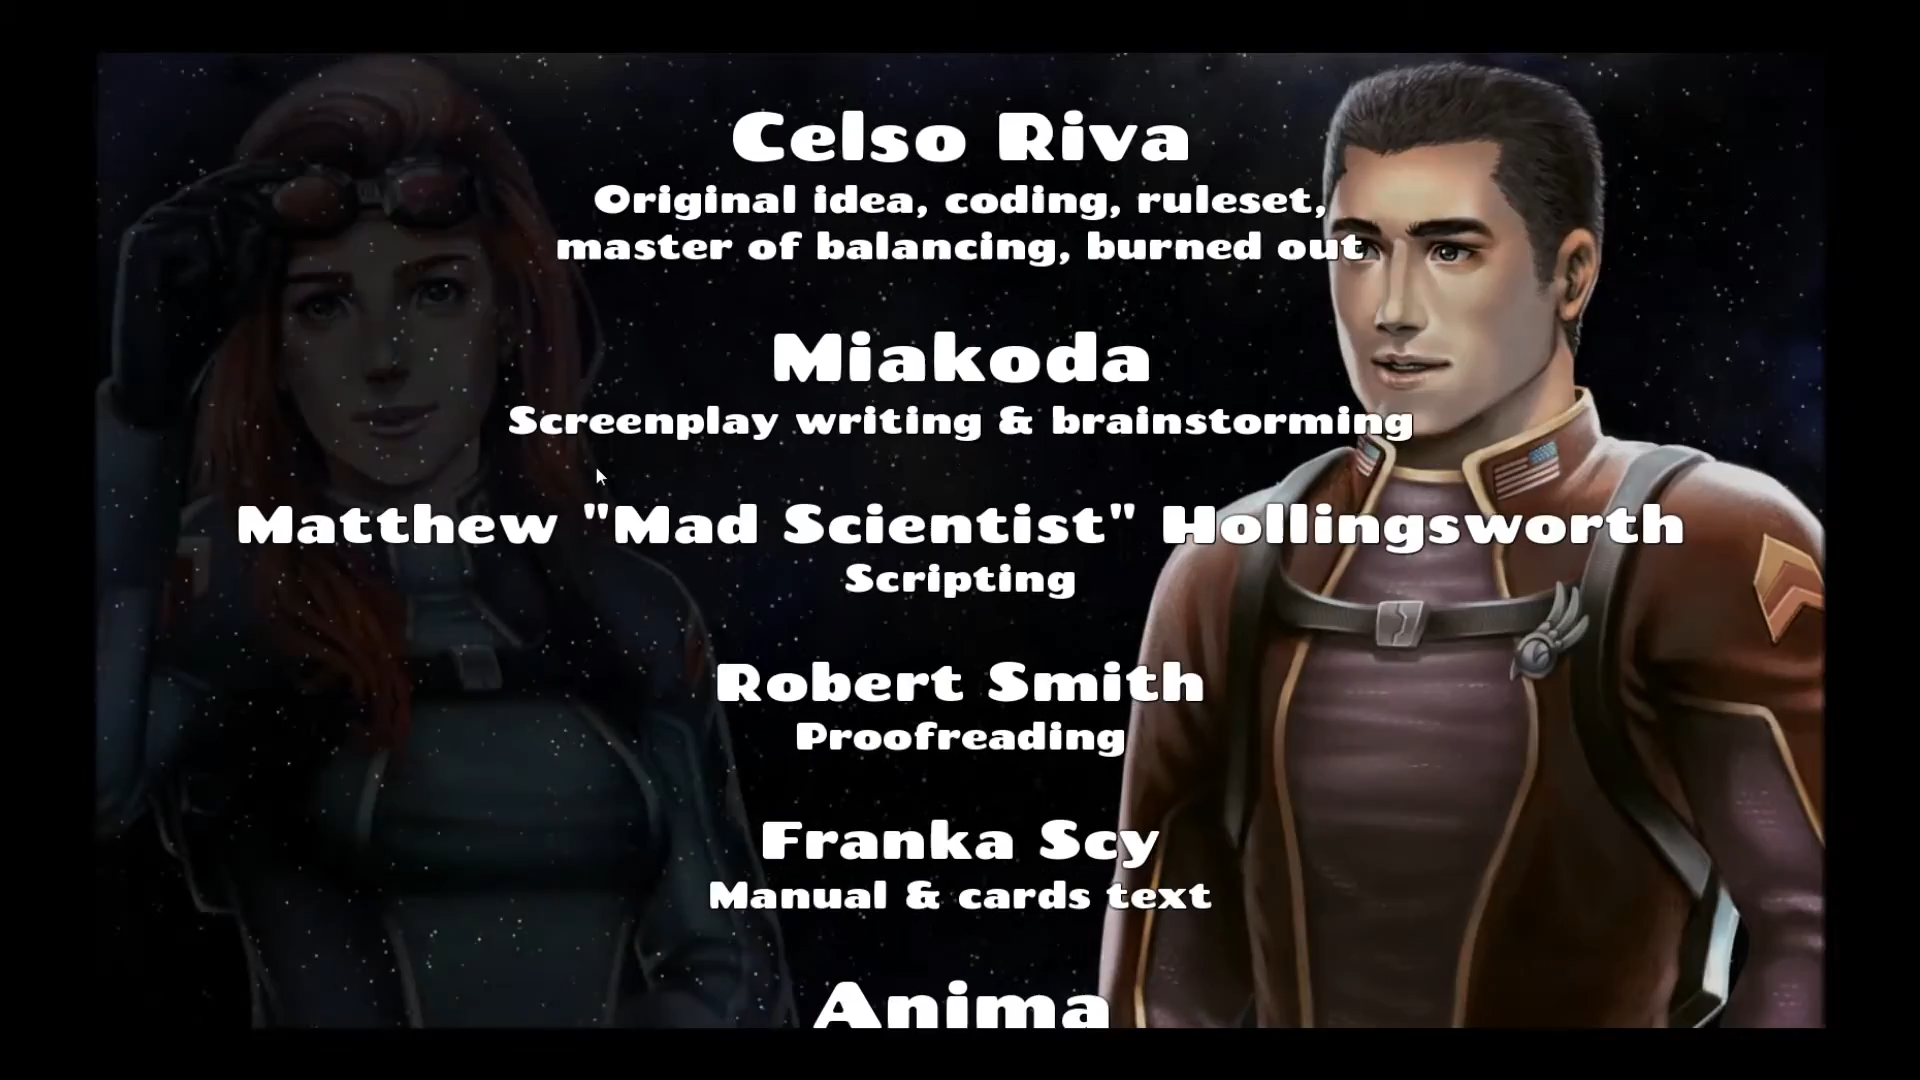 Celso Riva
Original idea, coding, ruleset,
master of balancing, burned out
Miakoda
Screenplay writing & brainstorming
Matthew "Mad Scientist" Hollingsworth
Scripting
Robert Smith
Proofreading
Franka Scy
Manual & cards text
Anima